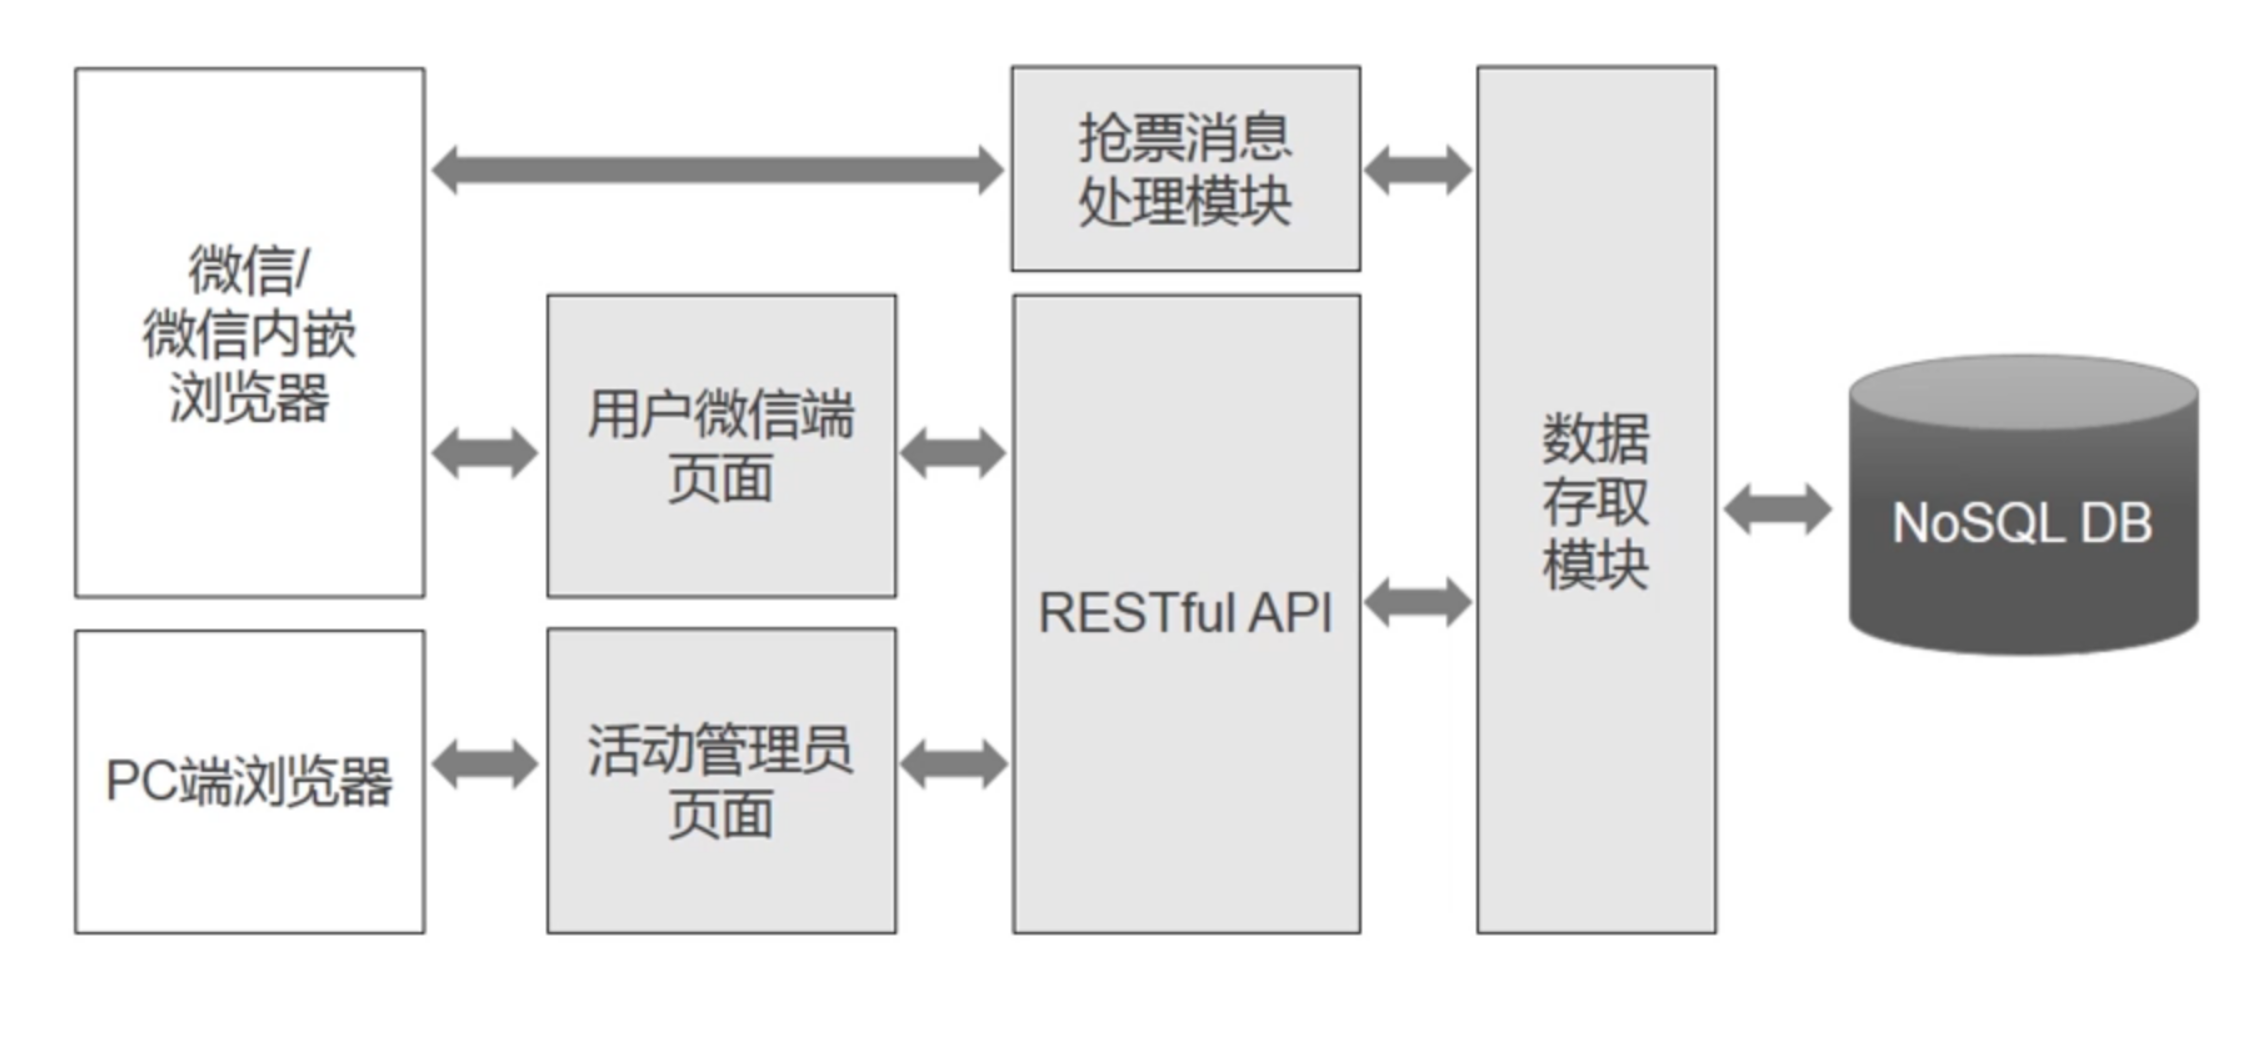 微信/
微信内嵌
浏览器
抢票消息
处理模块
用户微信端
页面
RESTful API
数据
存取
模块
NoSQL DB
PC端浏览器
活动管理员
页面